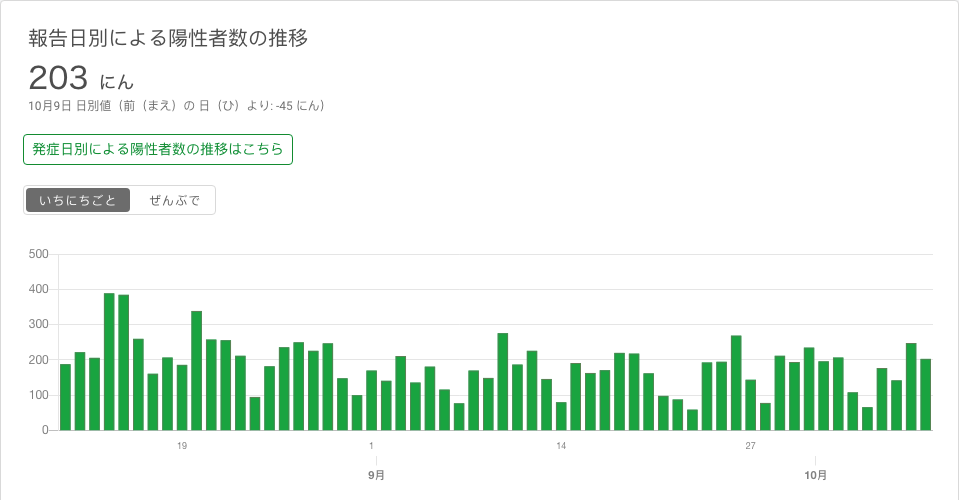 報告日別による陽性者数の推移
203 にん
10月9日 日別値（前（まえ）の 日（ひ）より: -45 にん）
発症日別による陽性者数の推移はこちら
いちにちごと ぜんぶで
500
400
300
200
100
0
19 1 14 27
9月 10月